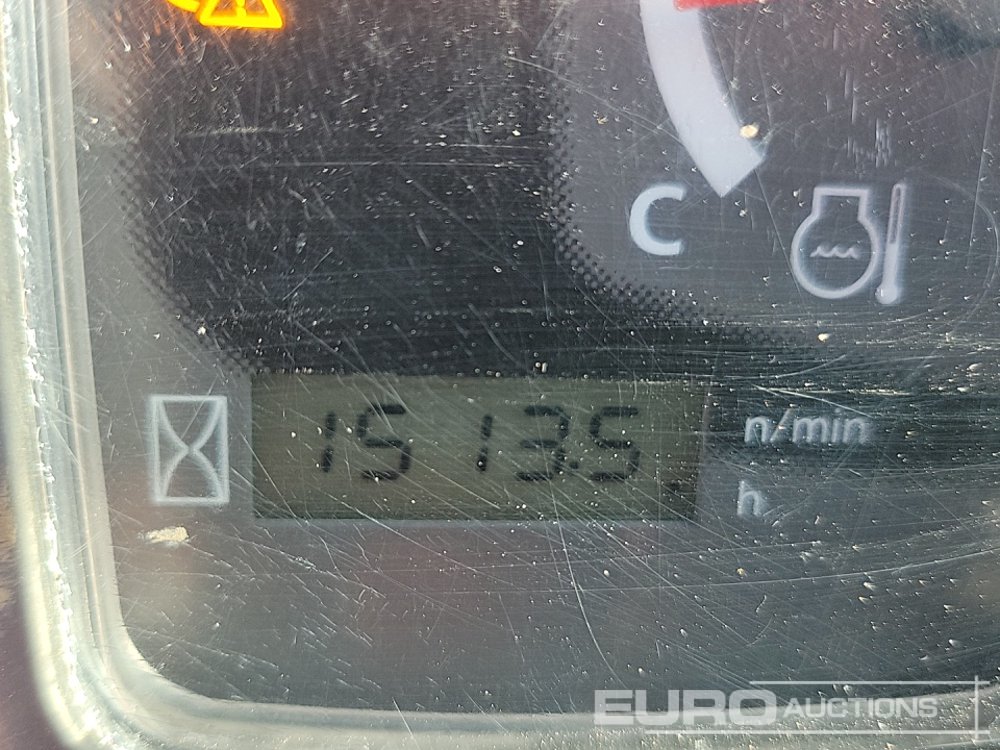 C
1513.5
n/min
h
EURO AUCTIONS